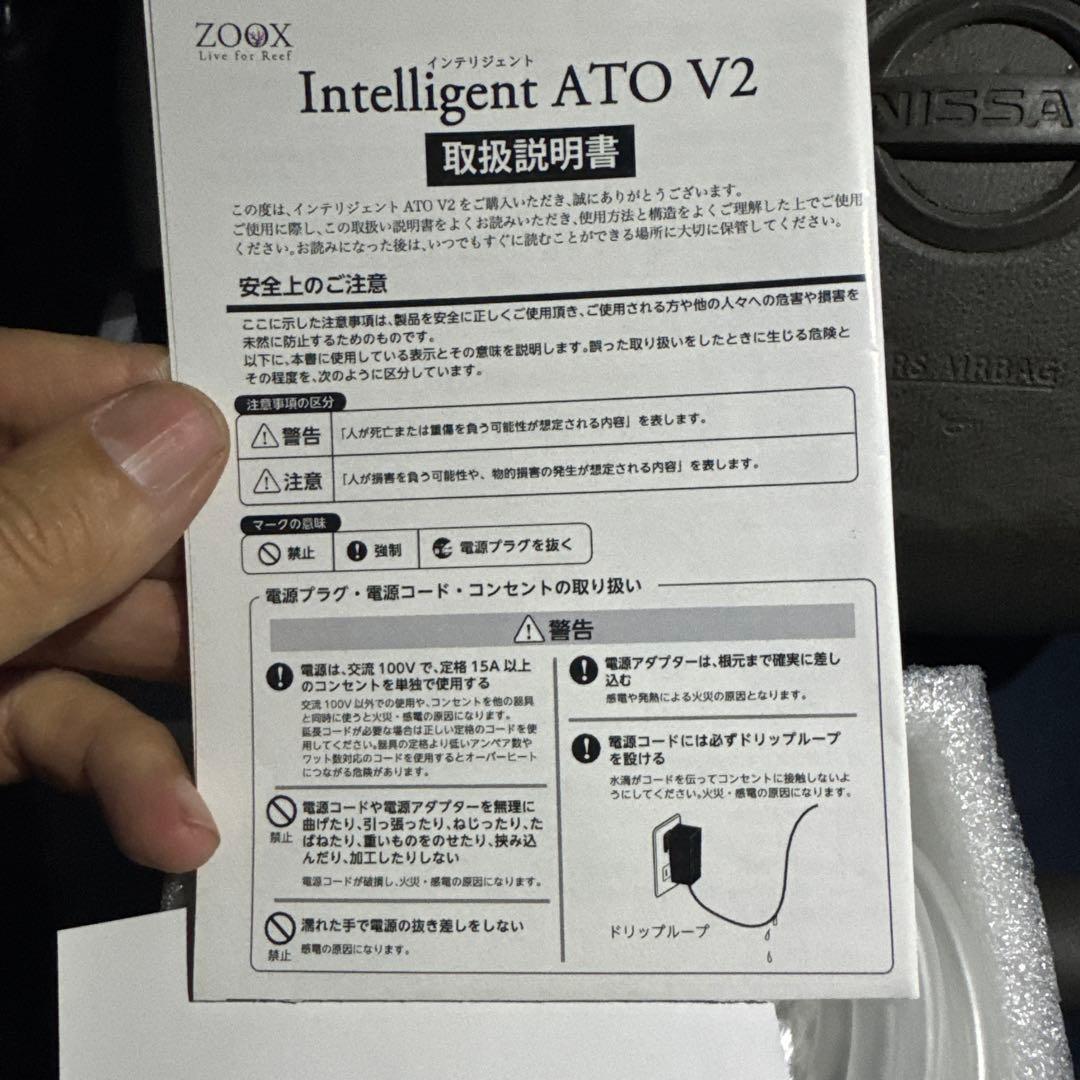 ZOOX
Live for Reef
インテリジェント
Intelligent ATO V2
取扱説明書
この度は、インテリジェント ATO V2 をご購入いただき、誠にありがとうございます。
ご使用に際し、この取扱い説明書をよくお読みいただき、使用方法と構造をよくご理解した上でご使用
ください。お読みになった後は、いつでもすぐに読むことができる場所に大切に保管してください。
安全上のご注意
ここに示した注意事項は、製品を安全に正しくご使用頂き、ご使用される方や他の人々への危害や損害を
未然に防止するためのものです。
以下に、本書に使用している表示とその意味を説明します。誤った取り扱いをしたときに生じる危険と
その程度を、次のように区分しています。
注意事項の区分
警告 「人が死亡または重傷を負う可能性が想定される内容」を表します。
注意 「人が損害を負う可能性や、物的損害の発生が想定される内容」を表します。
マークの意味
禁止 強制 電源プラグを抜く
電源プラグ・電源コード・コンセントの取り扱い
警告
電源は、交流 100V で、定格 15A 以上
のコンセントを単独で使用する
交流 100V 以外での使用や、コンセントを他の器具
と同時に使うと火災・感電の原因になります。
延長コードが必要な場合は正しい定格のコードを使
用してください。器具の定格より低いアンペア数や
ワット数対応のコードを使用するとオーバーヒート
につながる危険があります。
禁止
電源コードや電源アダプターを無理に
曲げたり、引っ張ったり、ねじったり、た
ばねたり、重いものをのせたり、挟み込
んだり、加工したりしない
電源コードが破損し、火災・感電の原因になります。
禁止
濡れた手で電源の抜き差しをしない
感電の原因になります。
電源アダプターは、根元まで確実に差し
込む
感電や発熱による火災の原因となります。
電源コードには必ずドリップループ
を設ける
水滴がコードを伝ってコンセントに接触しないよ
うにしてください。火災・感電の原因になります。
ドリップループ
NISSA
RS AIRBAG